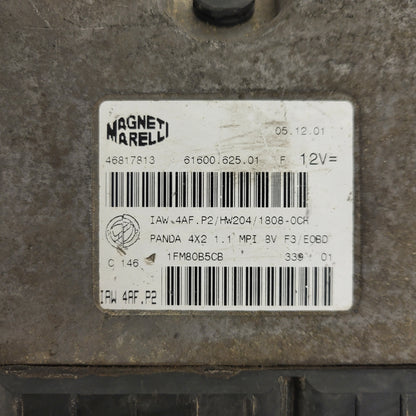 MAGNETI
MARELLI
05.12.01
46817813 61600.625.01 F 12V=
IAW 4AF.P2/HW204/1808-0CH
PANDA 4X2 1.1 MPI 8V F3/EOBD
C 146 1FM80B5CB 339 01
IAW 4AF.P2